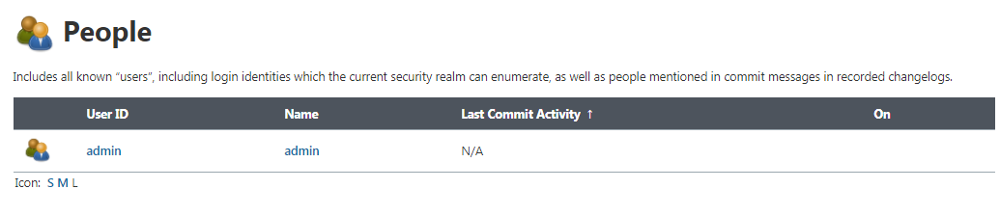 People
Includes all known “users”, including login identities which the current security realm can enumerate, as well as people mentioned in commit messages in recorded changelogs.
User ID Name Last Commit Activity ↑ On
admin admin N/A
Icon: S M L